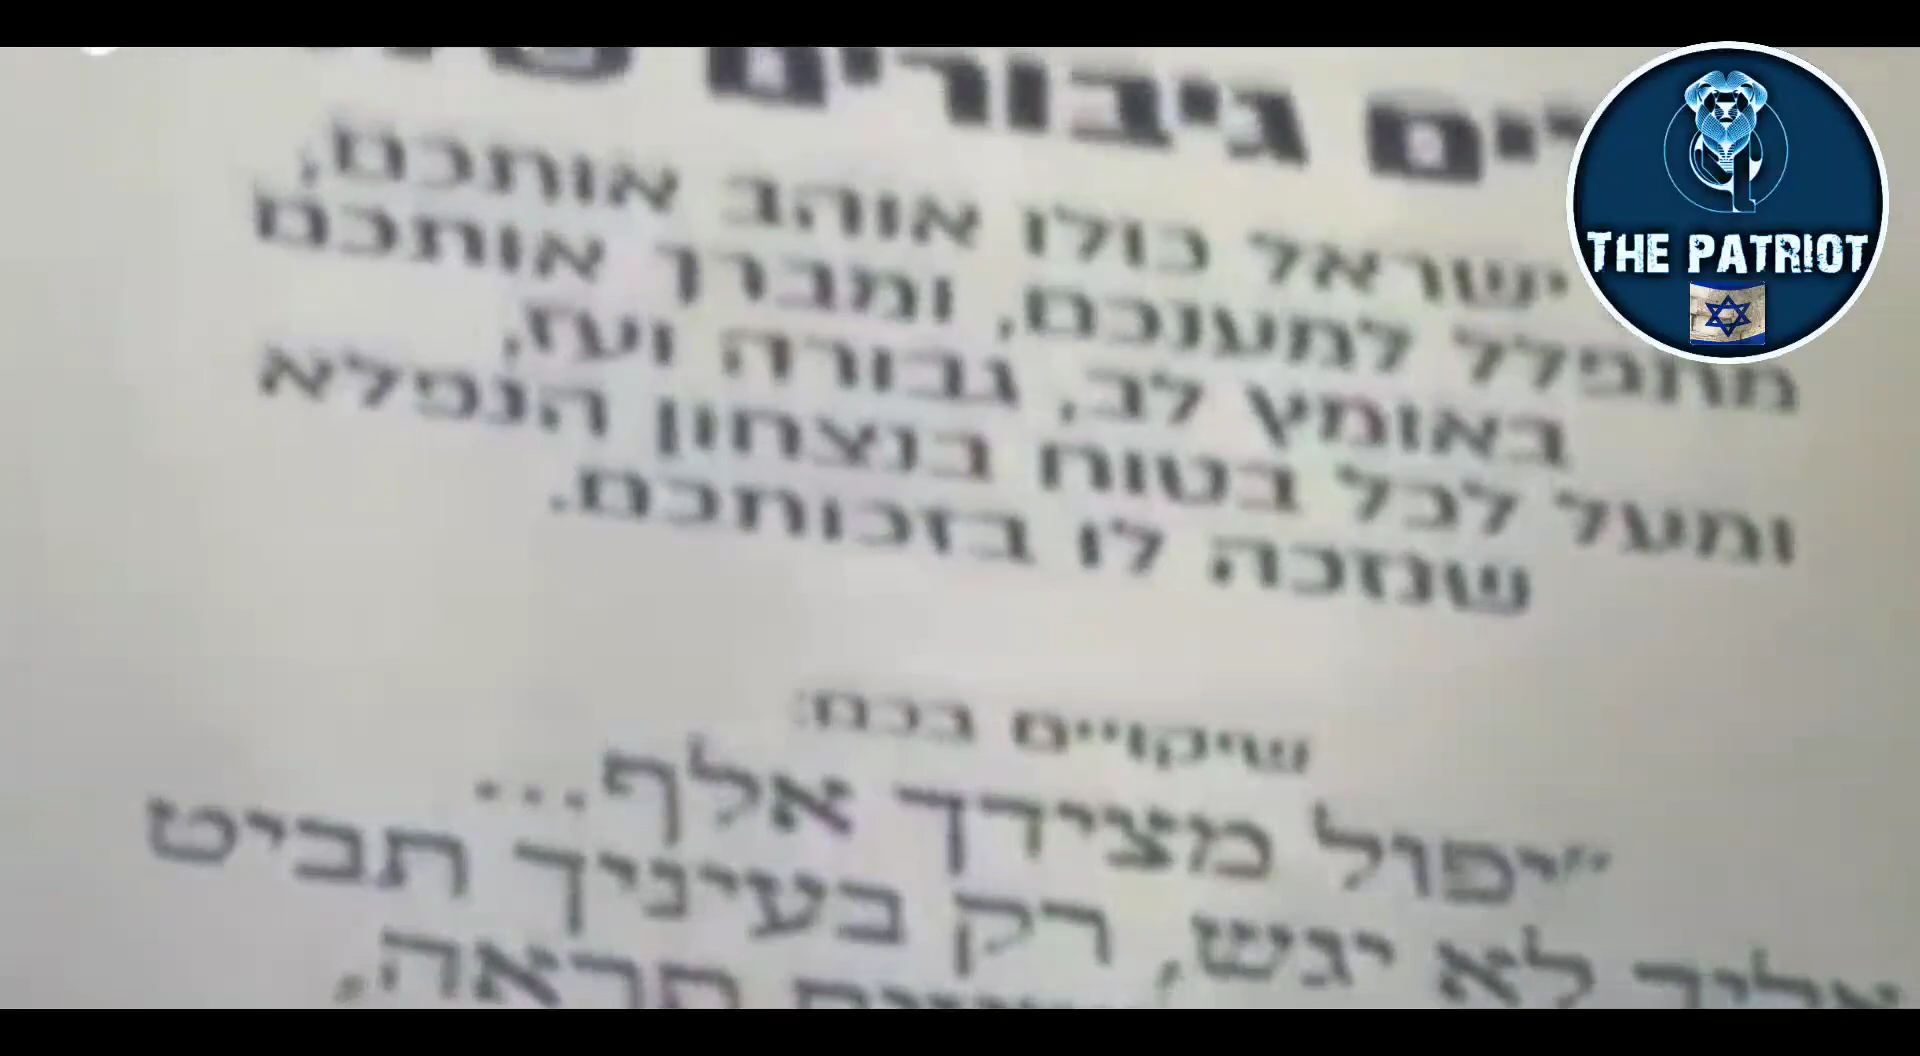 גיבורים
ישראל כולו אוהב אותכם,
מתפלל למענכם, ומברך אותכם
באומץ לב, גבורה ועז,
ומעל לכל בטוח בנצחון הנפלא
שנזכה לו בזכותכם.
שיקויים בכם:
״יפול מצידך אלף...
אליך לא יגש, רק בעיניך תביט
תראה,
THE PATRIOT